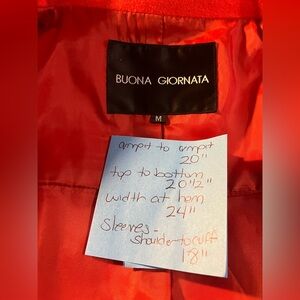 BUONA GIORNATA
M
armpit to armpit
20"
top to bottom
20 1/2"
width at hem
24"
sleeves-
shoulder to cuff
18"